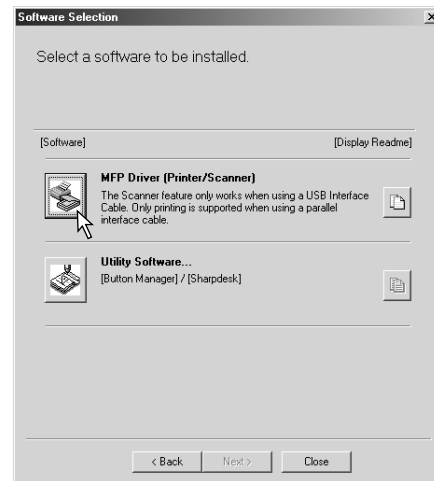 Software Selection
Select a software to be installed.
[Software] [Display Readme]
MFP Driver (Printer/Scanner)
The Scanner feature only works when using a USB Interface
Cable. Only printing is supported when using a parallel
interface cable.
Utility Software...
[Button Manager] / [Sharpdesk]
< Back Next > Close